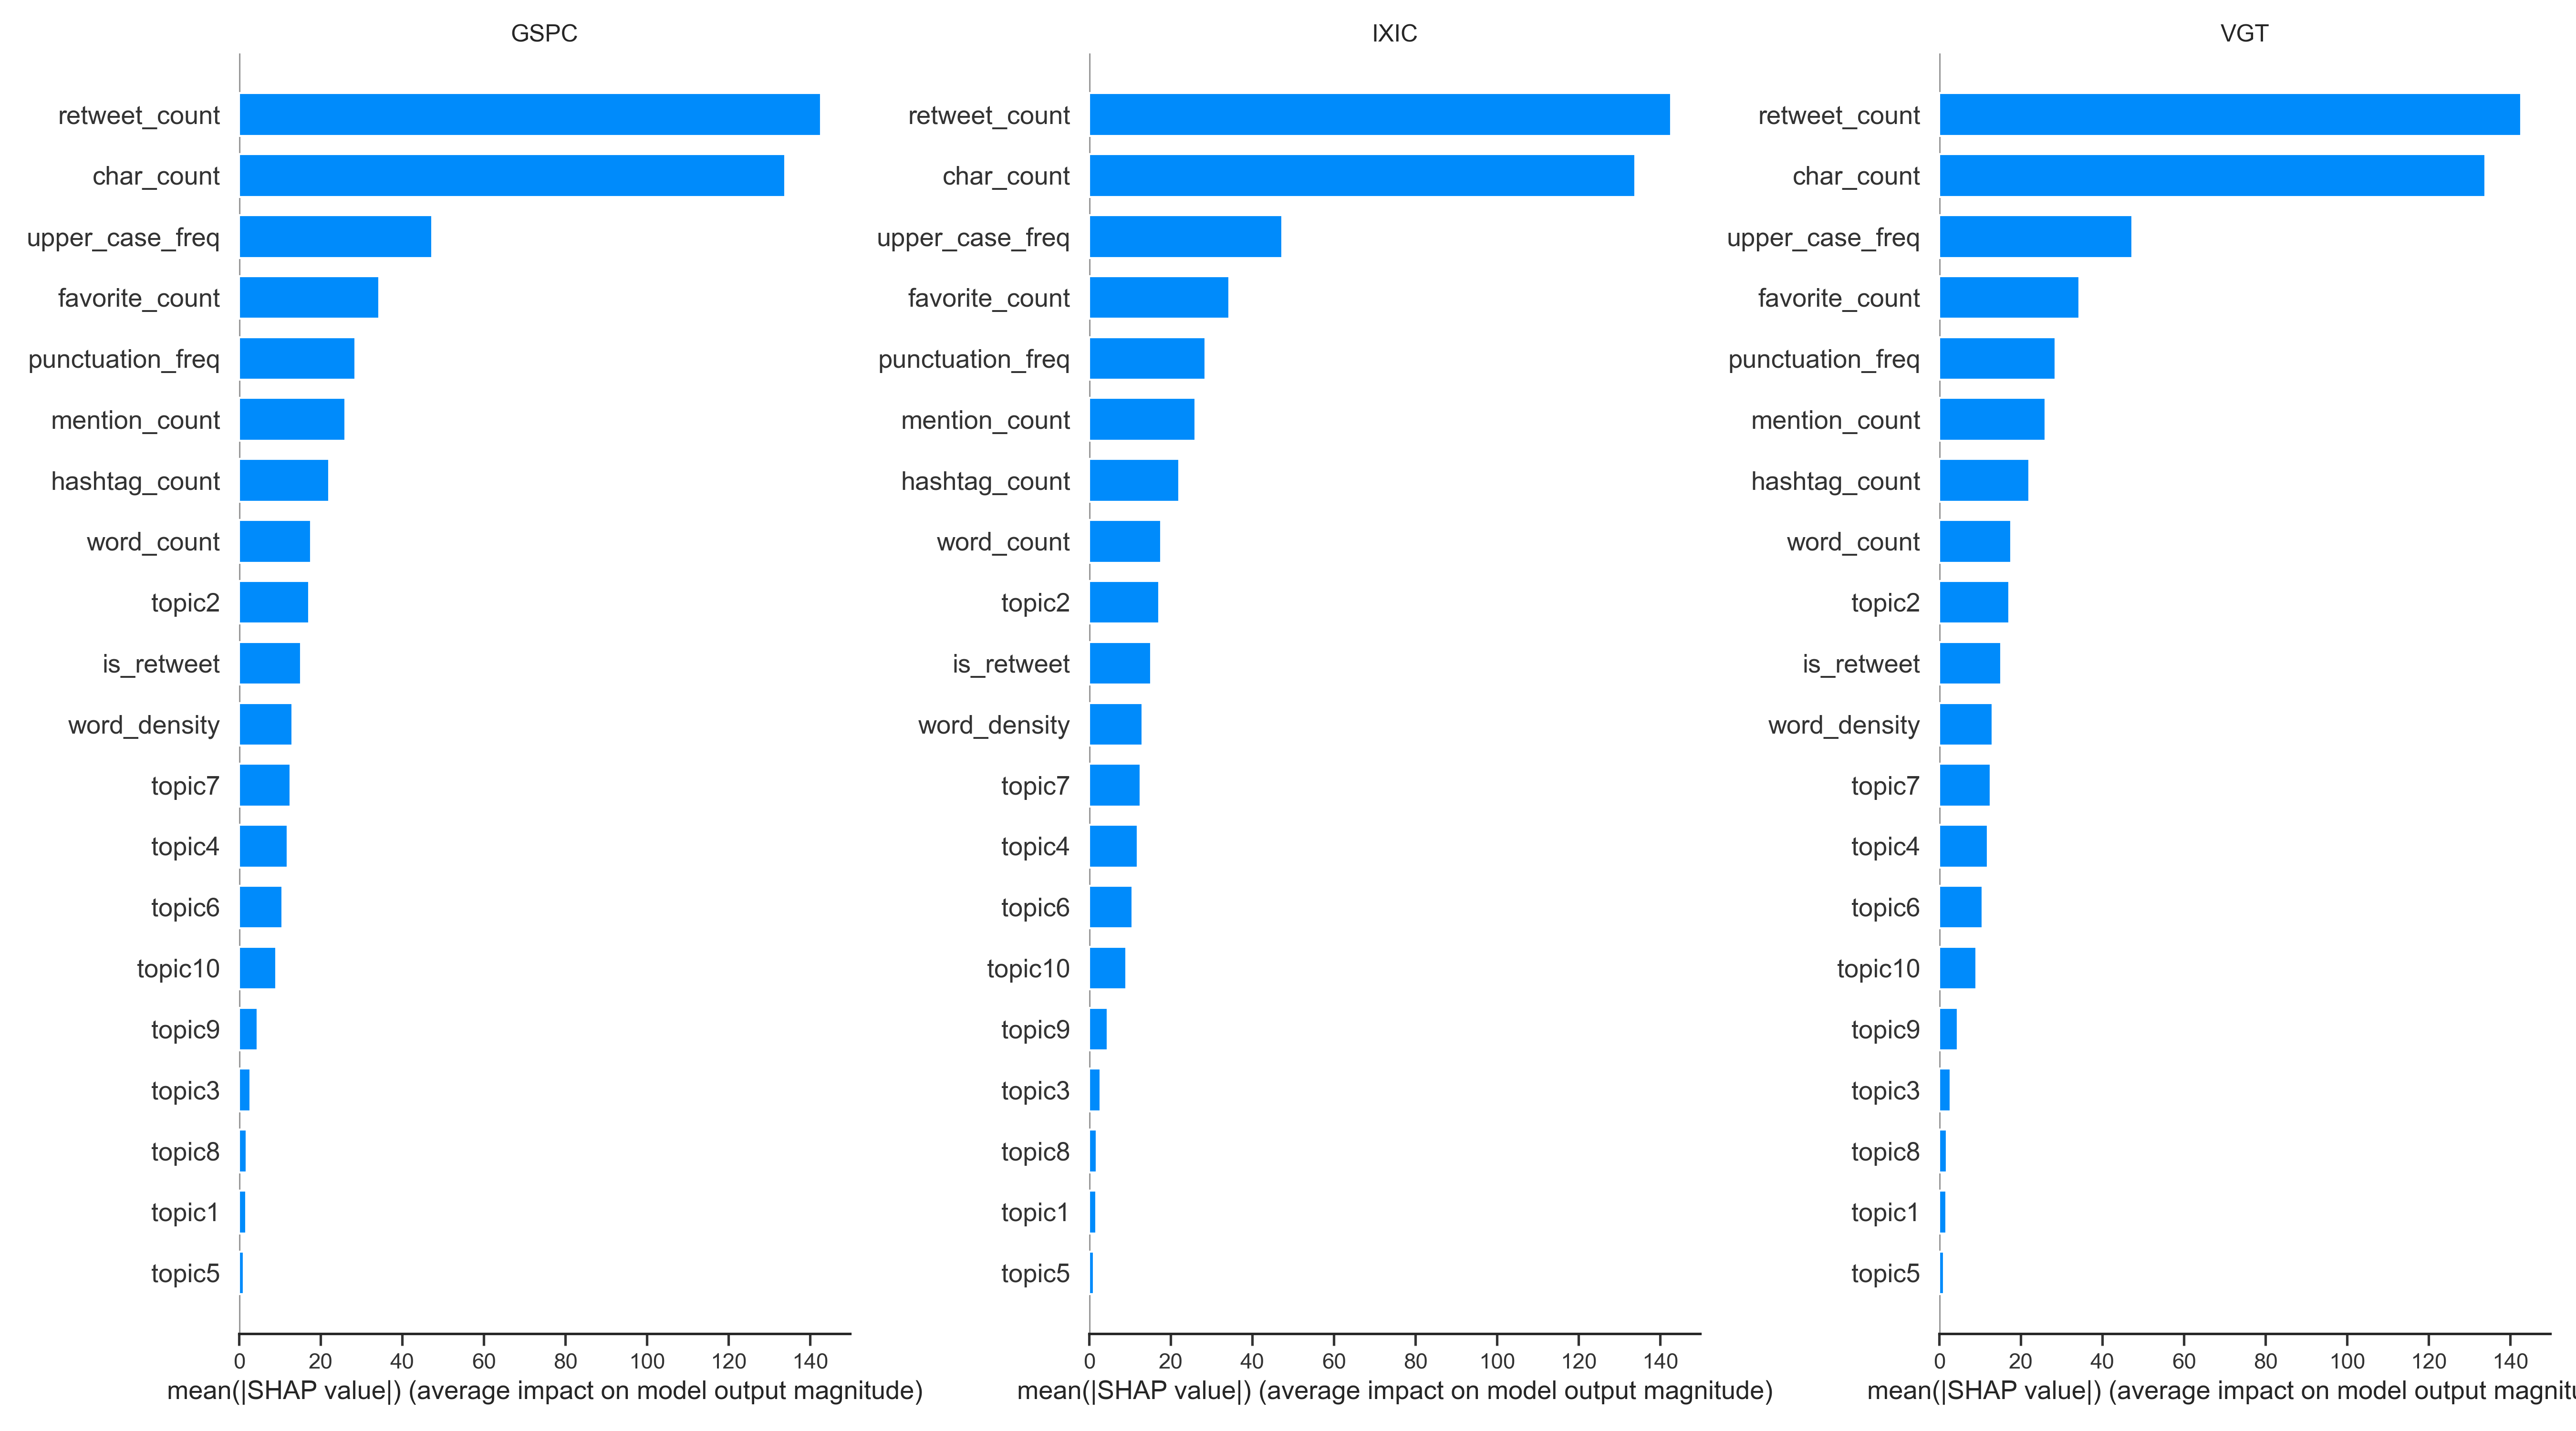 GSPC
retweet_count
char_count
upper_case_freq
favorite_count
punctuation_freq
mention_count
hashtag_count
word_count
topic2
is_retweet
word_density
topic7
topic4
topic6
topic10
topic9
topic3
topic8
topic1
topic5
0 20 40 60 80 100 120 140
mean(|SHAP value|) (average impact on model output magnitude)
IXIC
retweet_count
char_count
upper_case_freq
favorite_count
punctuation_freq
mention_count
hashtag_count
word_count
topic2
is_retweet
word_density
topic7
topic4
topic6
topic10
topic9
topic3
topic8
topic1
topic5
0 20 40 60 80 100 120 140
mean(|SHAP value|) (average impact on model output magnitude)
VGT
retweet_count
char_count
upper_case_freq
favorite_count
punctuation_freq
mention_count
hashtag_count
word_count
topic2
is_retweet
word_density
topic7
topic4
topic6
topic10
topic9
topic3
topic8
topic1
topic5
0 20 40 60 80 100 120 140
mean(|SHAP value|) (average impact on model output